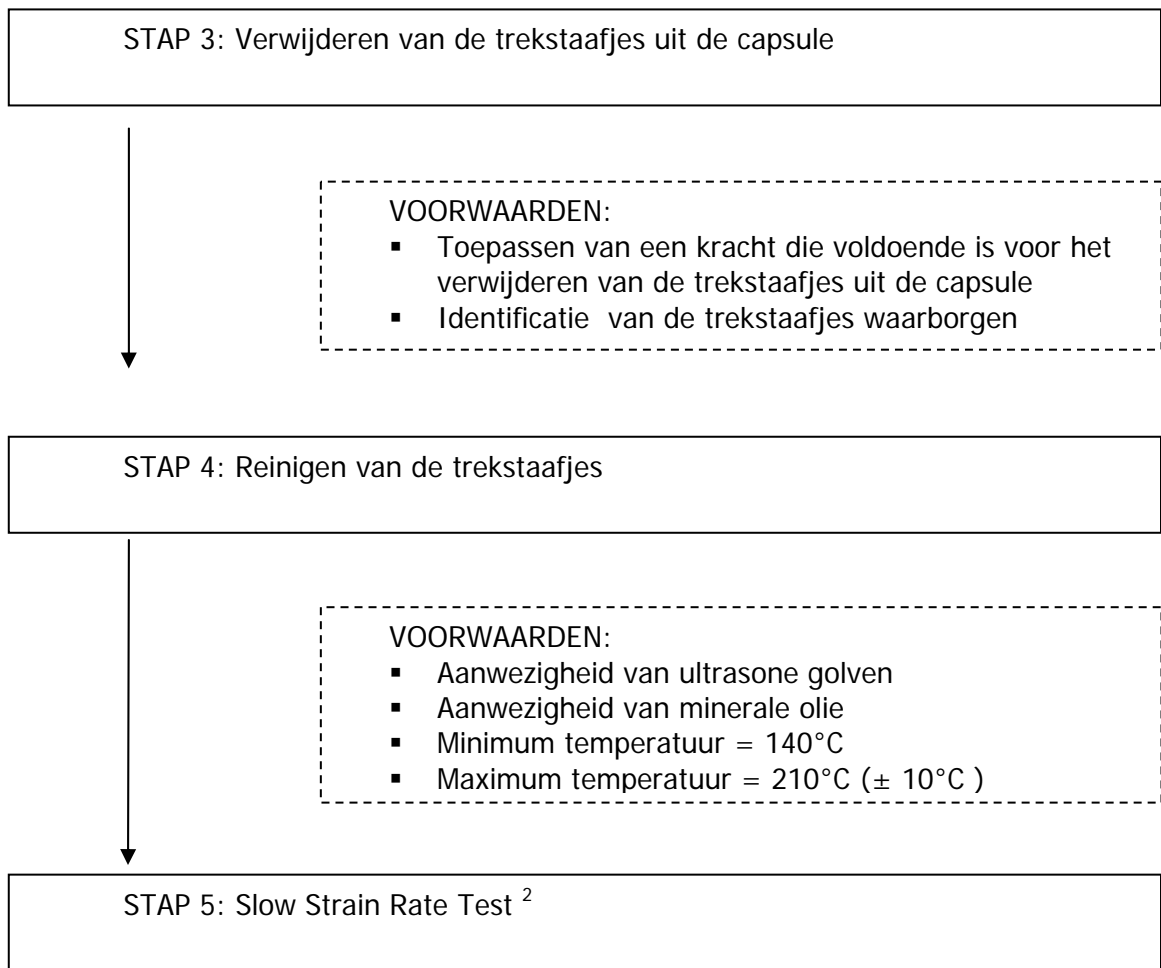 STAP 3: Verwijderen van de trekstaafjes uit de capsule
VOORWAARDEN:
▪ Toepassen van een kracht die voldoende is voor het
verwijderen van de trekstaafjes uit de capsule
▪ Identificatie van de trekstaafjes waarborgen
STAP 4: Reinigen van de trekstaafjes
VOORWAARDEN:
▪ Aanwezigheid van ultrasone golven
▪ Aanwezigheid van minerale olie
▪ Minimum temperatuur = 140°C
▪ Maximum temperatuur = 210°C (± 10°C )
STAP 5: Slow Strain Rate Test ²